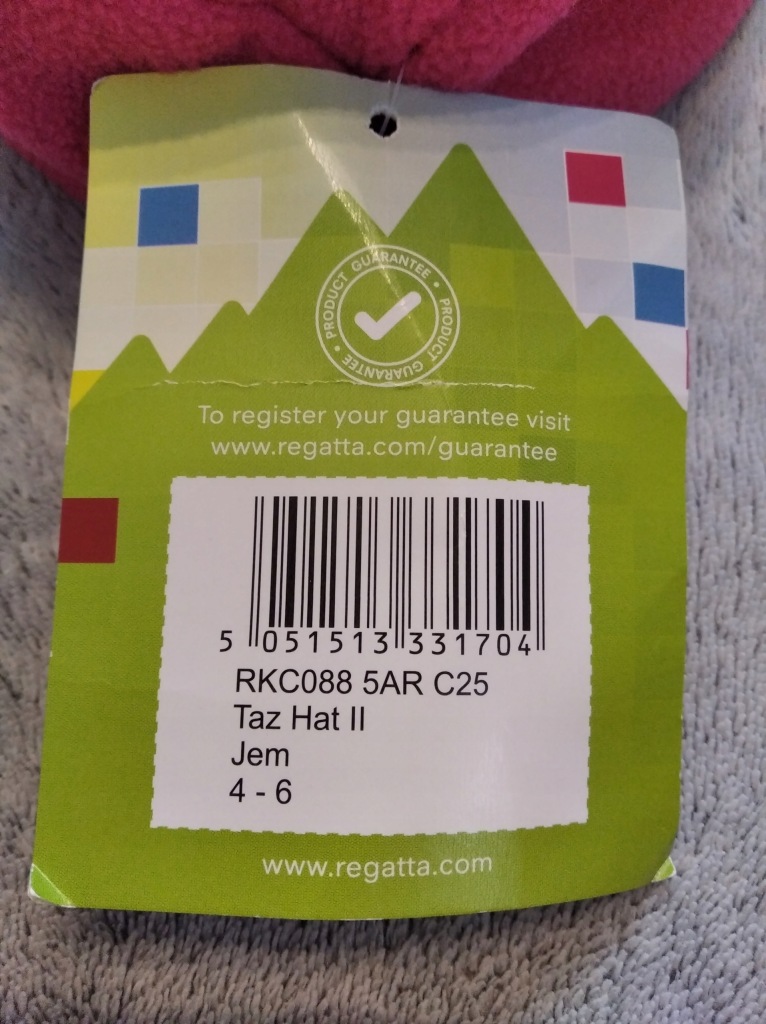 PRODUCT GUARANTEE • PRODUCT GUARANTEE •
To register your guarantee visit
www.regatta.com/guarantee
5 051513 331704
RKC088 5AR C25
Taz Hat II
Jem
4 - 6
www.regatta.com